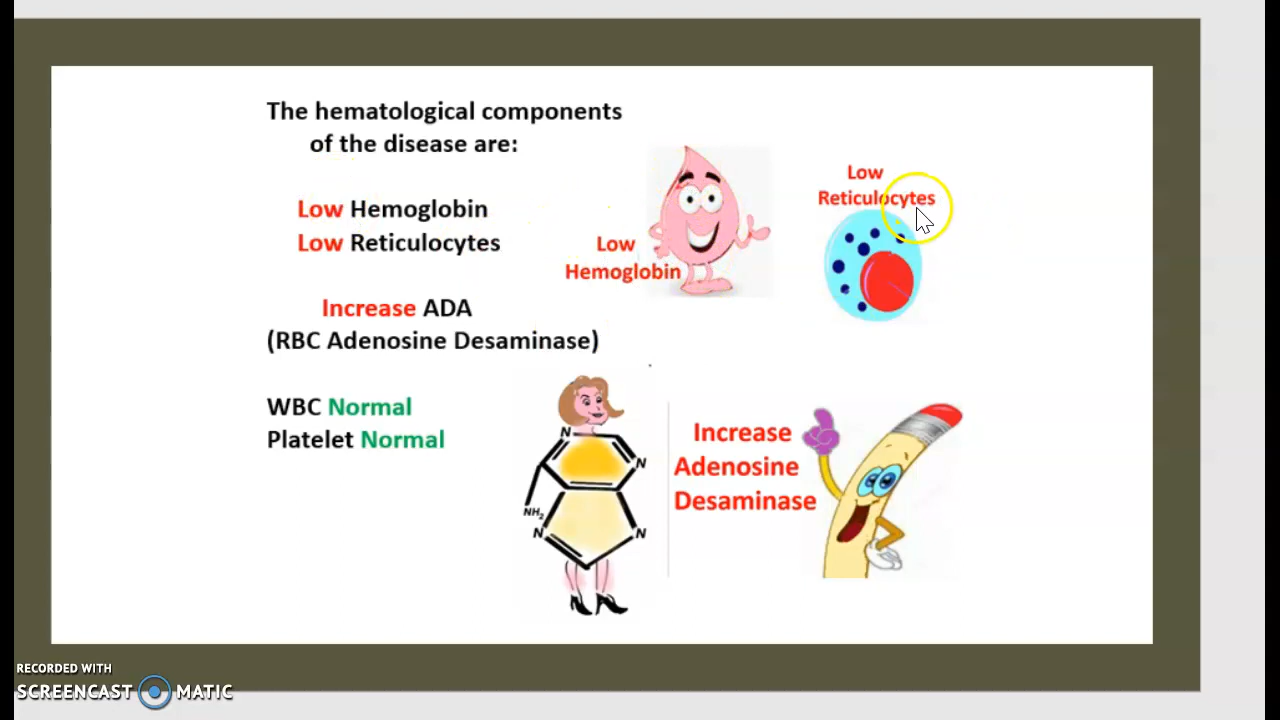 The hematological components
of the disease are:
Low Hemoglobin
Low Reticulocytes
Increase ADA
(RBC Adenosine Desaminase)
WBC Normal
Platelet Normal
Low
Hemoglobin
Low
Reticulocytes
N
N
NH2
N
N
Increase
Adenosine
Desaminase
RECORDED WITH
SCREENCAST MATIC